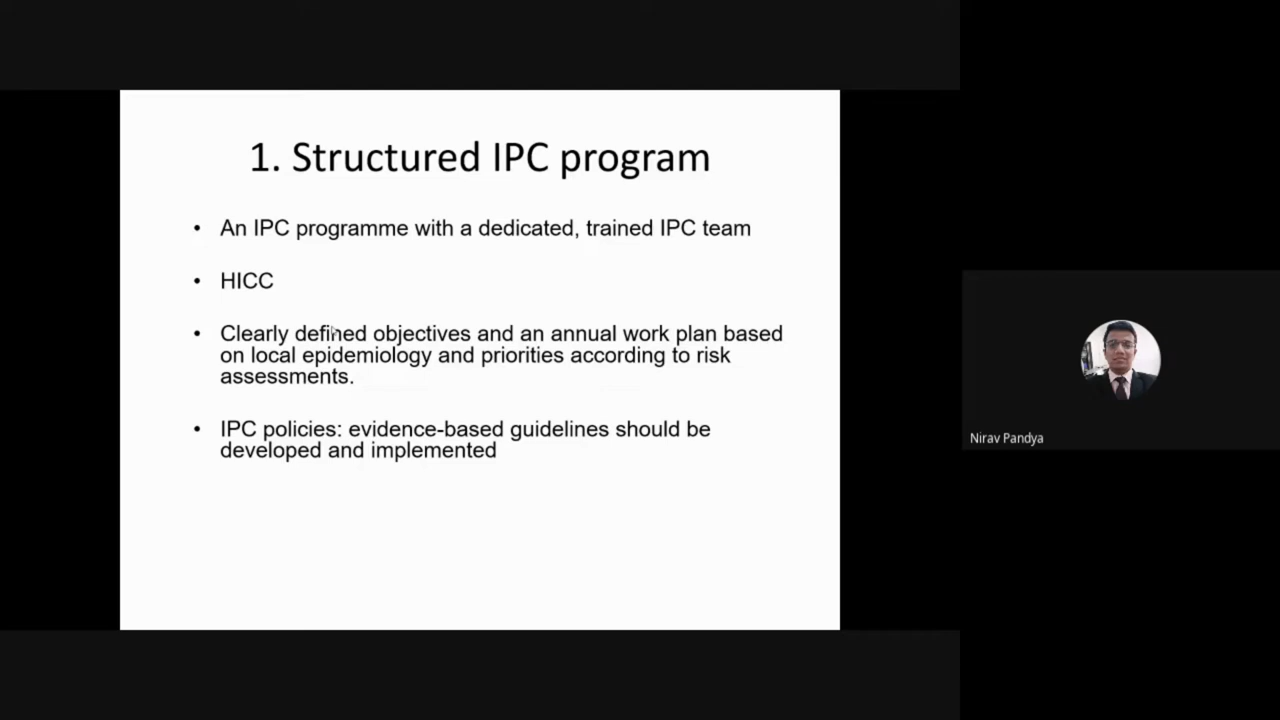 1. Structured IPC program
• An IPC programme with a dedicated, trained IPC team
• HICC
• Clearly defined objectives and an annual work plan based
on local epidemiology and priorities according to risk
assessments.
• IPC policies: evidence-based guidelines should be
developed and implemented
Nirav Pandya